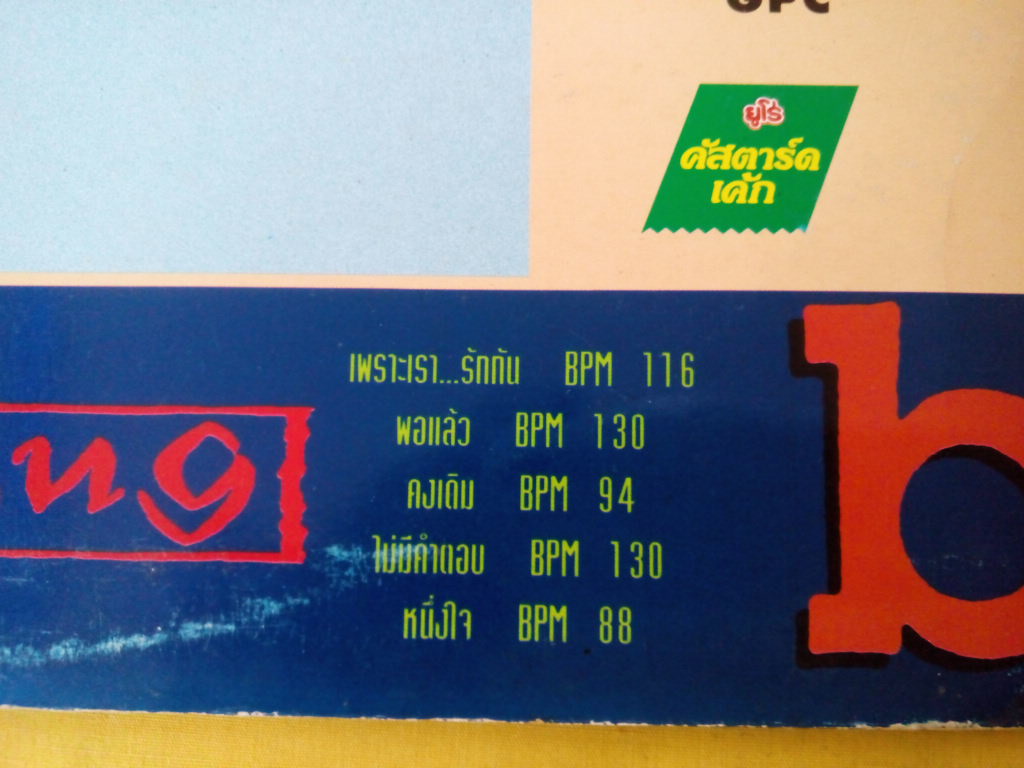 ยูโร่
คัสตาร์ด
เค้ก
เพราะเรา...รักกัน BPM 116
พอแล้ว BPM 130
คงเดิม BPM 94
ไม่มีคำตอบ BPM 130
หนึ่งใจ BPM 88
ng
b